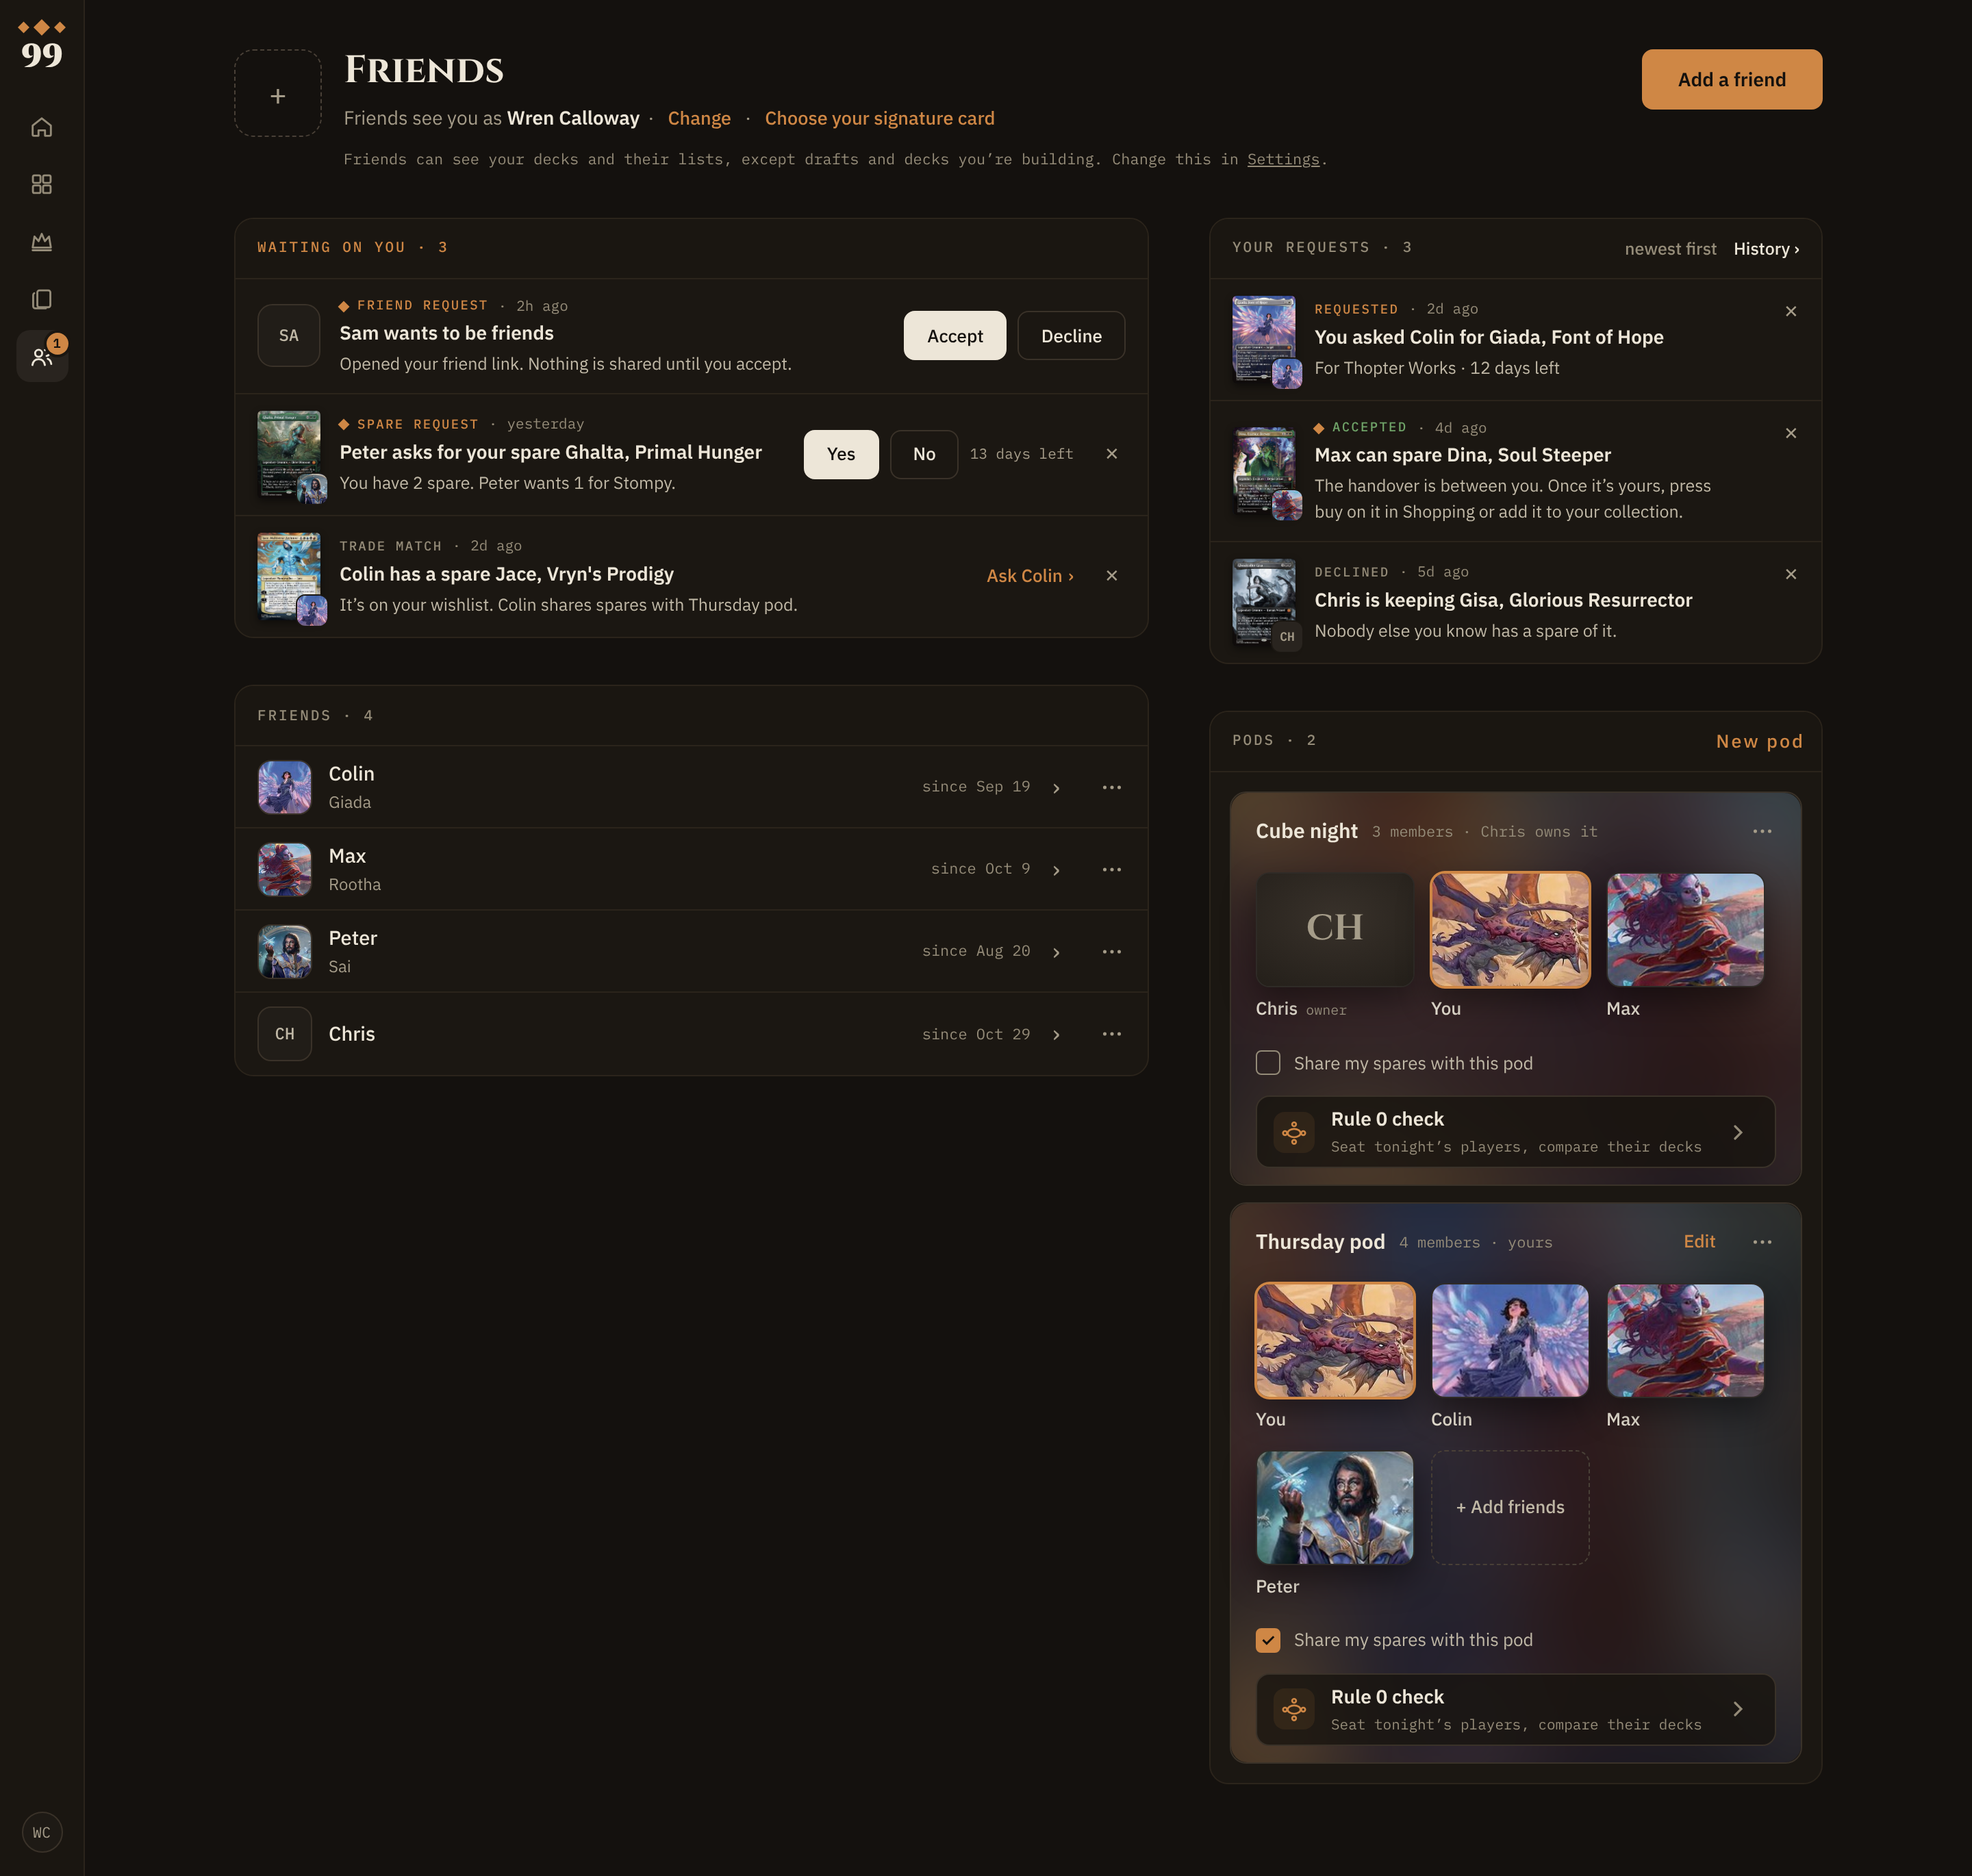 99
1
+
Friends
Friends see you as Wren Calloway · Change · Choose your signature card
Friends can see your decks and their lists, except drafts and decks you’re building. Change this in Settings.
Add a friend
WAITING ON YOU · 3
SA
FRIEND REQUEST · 2h ago
Sam wants to be friends
Opened your friend link. Nothing is shared until you accept.
Accept
Decline
SPARE REQUEST · yesterday
Peter asks for your spare Ghalta, Primal Hunger
You have 2 spare. Peter wants 1 for Stompy.
Yes
No
13 days left
TRADE MATCH · 2d ago
Colin has a spare Jace, Vryn's Prodigy
It’s on your wishlist. Colin shares spares with Thursday pod.
Ask Colin ›
FRIENDS · 4
Colin
Giada
since Sep 19
Max
Rootha
since Oct 9
Peter
Sai
since Aug 20
CH
Chris
since Oct 29
YOUR REQUESTS · 3
newest first
History ›
REQUESTED · 2d ago
You asked Colin for Giada, Font of Hope
For Thopter Works · 12 days left
ACCEPTED · 4d ago
Max can spare Dina, Soul Steeper
The handover is between you. Once it’s yours, press
buy on it in Shopping or add it to your collection.
DECLINED · 5d ago
Chris is keeping Gisa, Glorious Resurrector
Nobody else you know has a spare of it.
CH
PODS · 2
New pod
Cube night 3 members · Chris owns it
CH
Chris owner
You
Max
Share my spares with this pod
Rule 0 check
Seat tonight’s players, compare their decks
Thursday pod 4 members · yours
Edit
You
Colin
Max
+ Add friends
Peter
Share my spares with this pod
Rule 0 check
Seat tonight’s players, compare their decks
WC